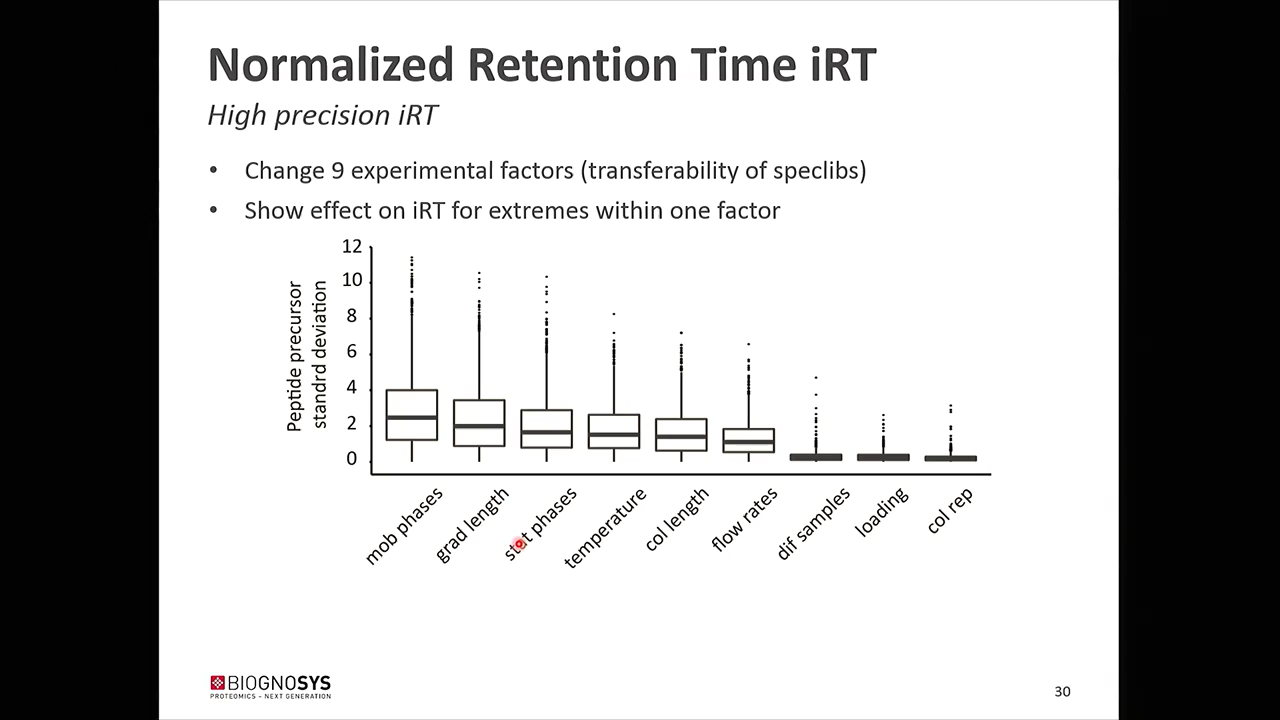 Normalized Retention Time iRT
High precision iRT
• Change 9 experimental factors (transferability of speclibs)
• Show effect on iRT for extremes within one factor
Peptide precursor
standrd deviation
12
10
8
6
4
2
0
mob phases
grad length
stat phases
temperature
col length
flow rates
dif samples
loading
col rep
BIOGNOSYS
PROTEOMICS – NEXT GENERATION
30